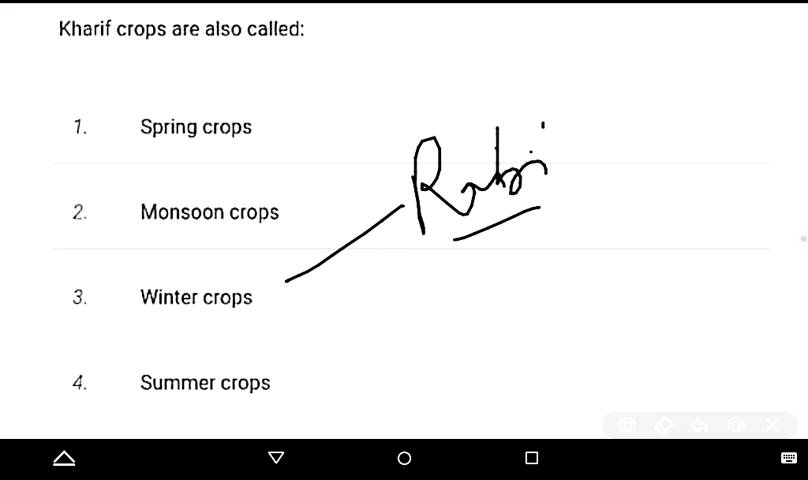 Kharif crops are also called:
1. Spring crops
Rabi
2. Monsoon crops
3. Winter crops
4. Summer crops